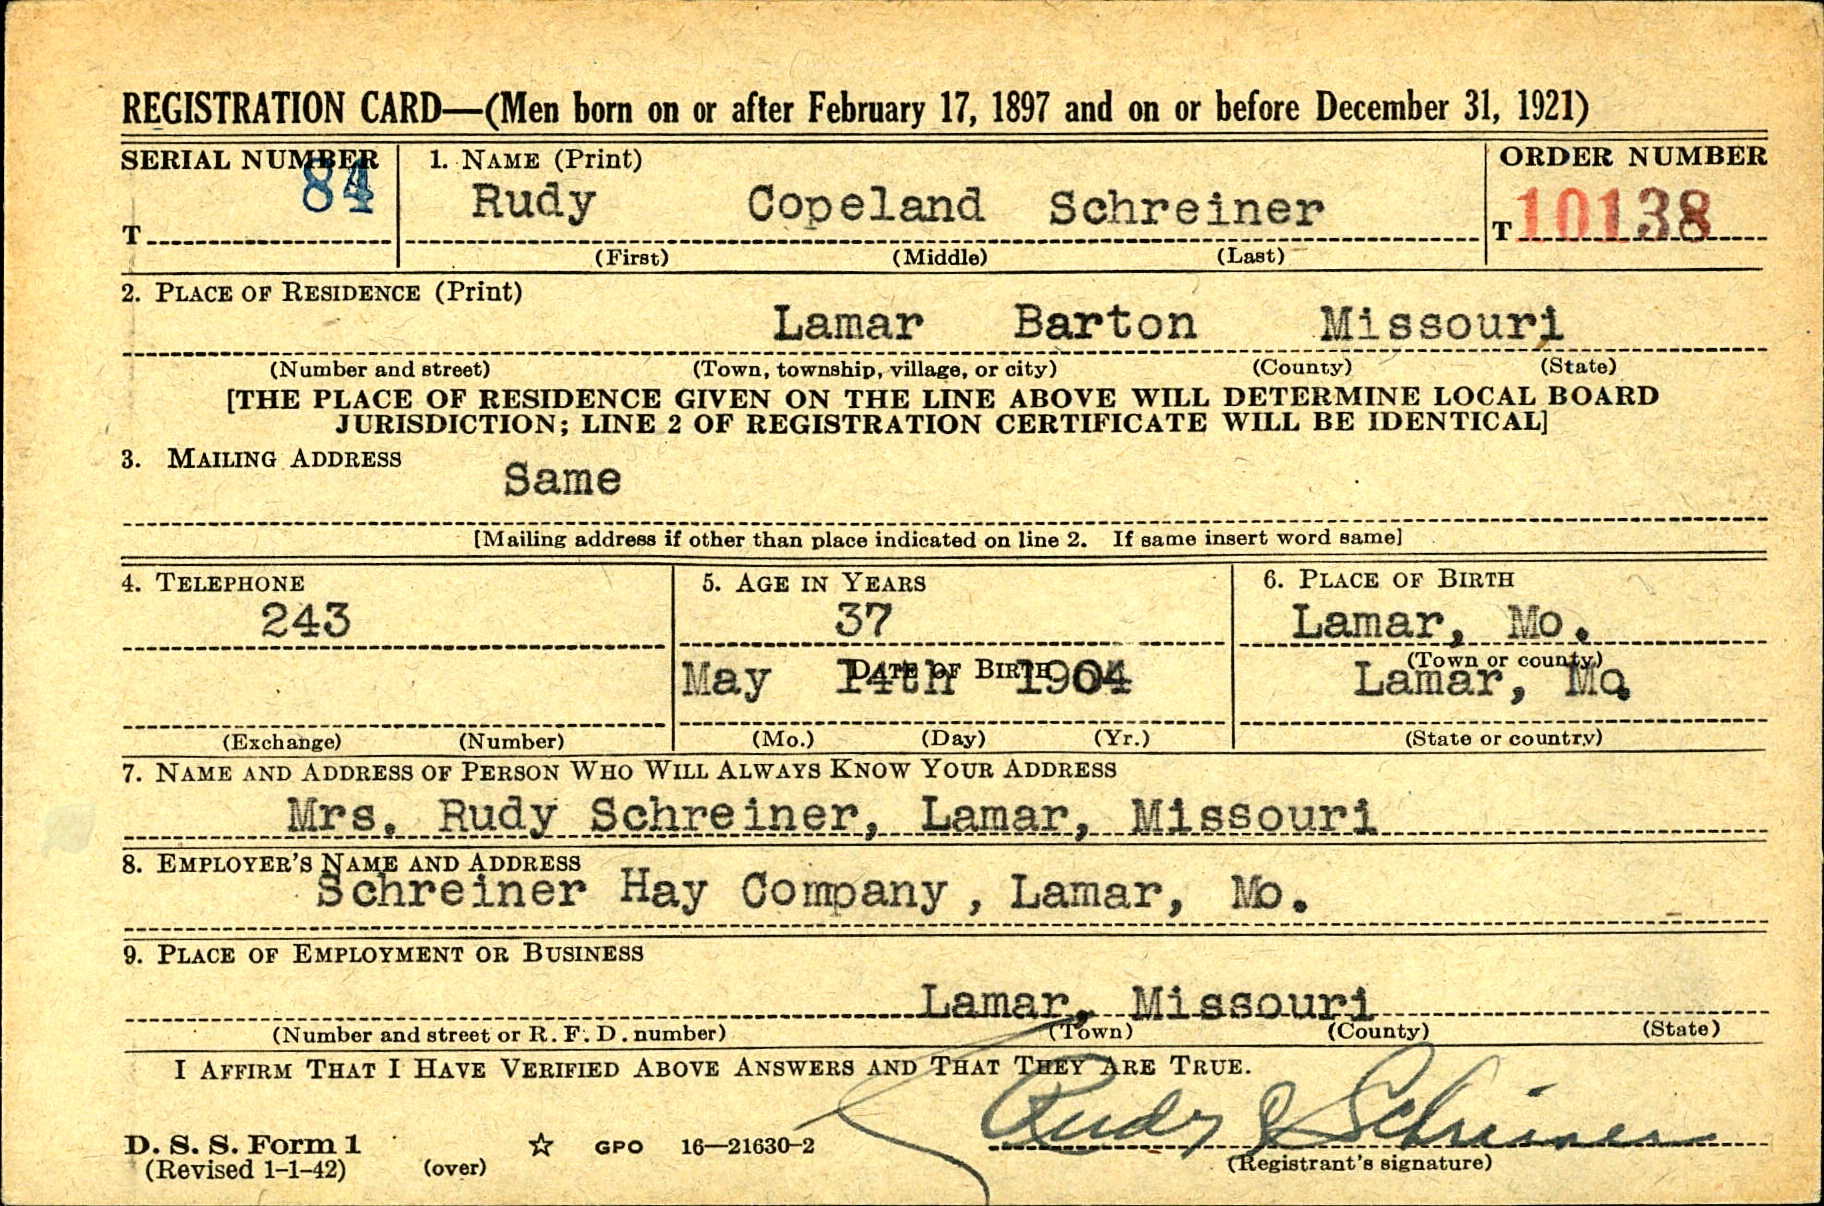 REGISTRATION CARD—(Men born on or after February 17, 1897 and on or before December 31, 1921)
SERIAL NUMBER 1. NAME (Print) ORDER NUMBER
84 Rudy Copeland Schreiner 10138
T T
(First) (Middle) (Last)
2. PLACE OF RESIDENCE (Print)
Lamar Barton Missouri
(Number and street) (Town, township, village, or city) (County) (State)
[THE PLACE OF RESIDENCE GIVEN ON THE LINE ABOVE WILL DETERMINE LOCAL BOARD
JURISDICTION; LINE 2 OF REGISTRATION CERTIFICATE WILL BE IDENTICAL]
3. MAILING ADDRESS
Same
[Mailing address if other than place indicated on line 2. If same insert word same]
4. TELEPHONE 5. AGE IN YEARS 6. PLACE OF BIRTH
243 37 Lamar, Mo.
DATE OF BIRTH (Town or county)
May 14th 1904 Lamar, Mo.
(Exchange) (Number) (Mo.) (Day) (Yr.) (State or country)
7. NAME AND ADDRESS OF PERSON WHO WILL ALWAYS KNOW YOUR ADDRESS
Mrs. Rudy Schreiner, Lamar, Missouri
8. EMPLOYER'S NAME AND ADDRESS
Schreiner Hay Company, Lamar, Mo.
9. PLACE OF EMPLOYMENT OR BUSINESS
Lamar, Missouri
(Number and street or R. F. D. number) (Town) (County) (State)
I AFFIRM THAT I HAVE VERIFIED ABOVE ANSWERS AND THAT THEY ARE TRUE.
Rudy C Schreiner
D. S. S. Form 1 ☆ GPO 16—21630-2
(Revised 1-1-42) (over) (Registrant's signature)